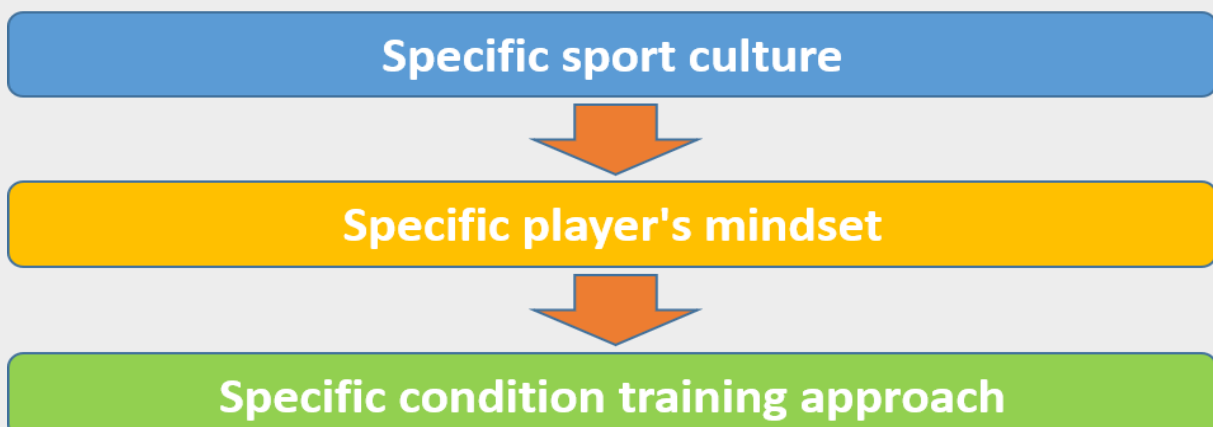 Specific sport culture
Specific player's mindset
Specific condition training approach